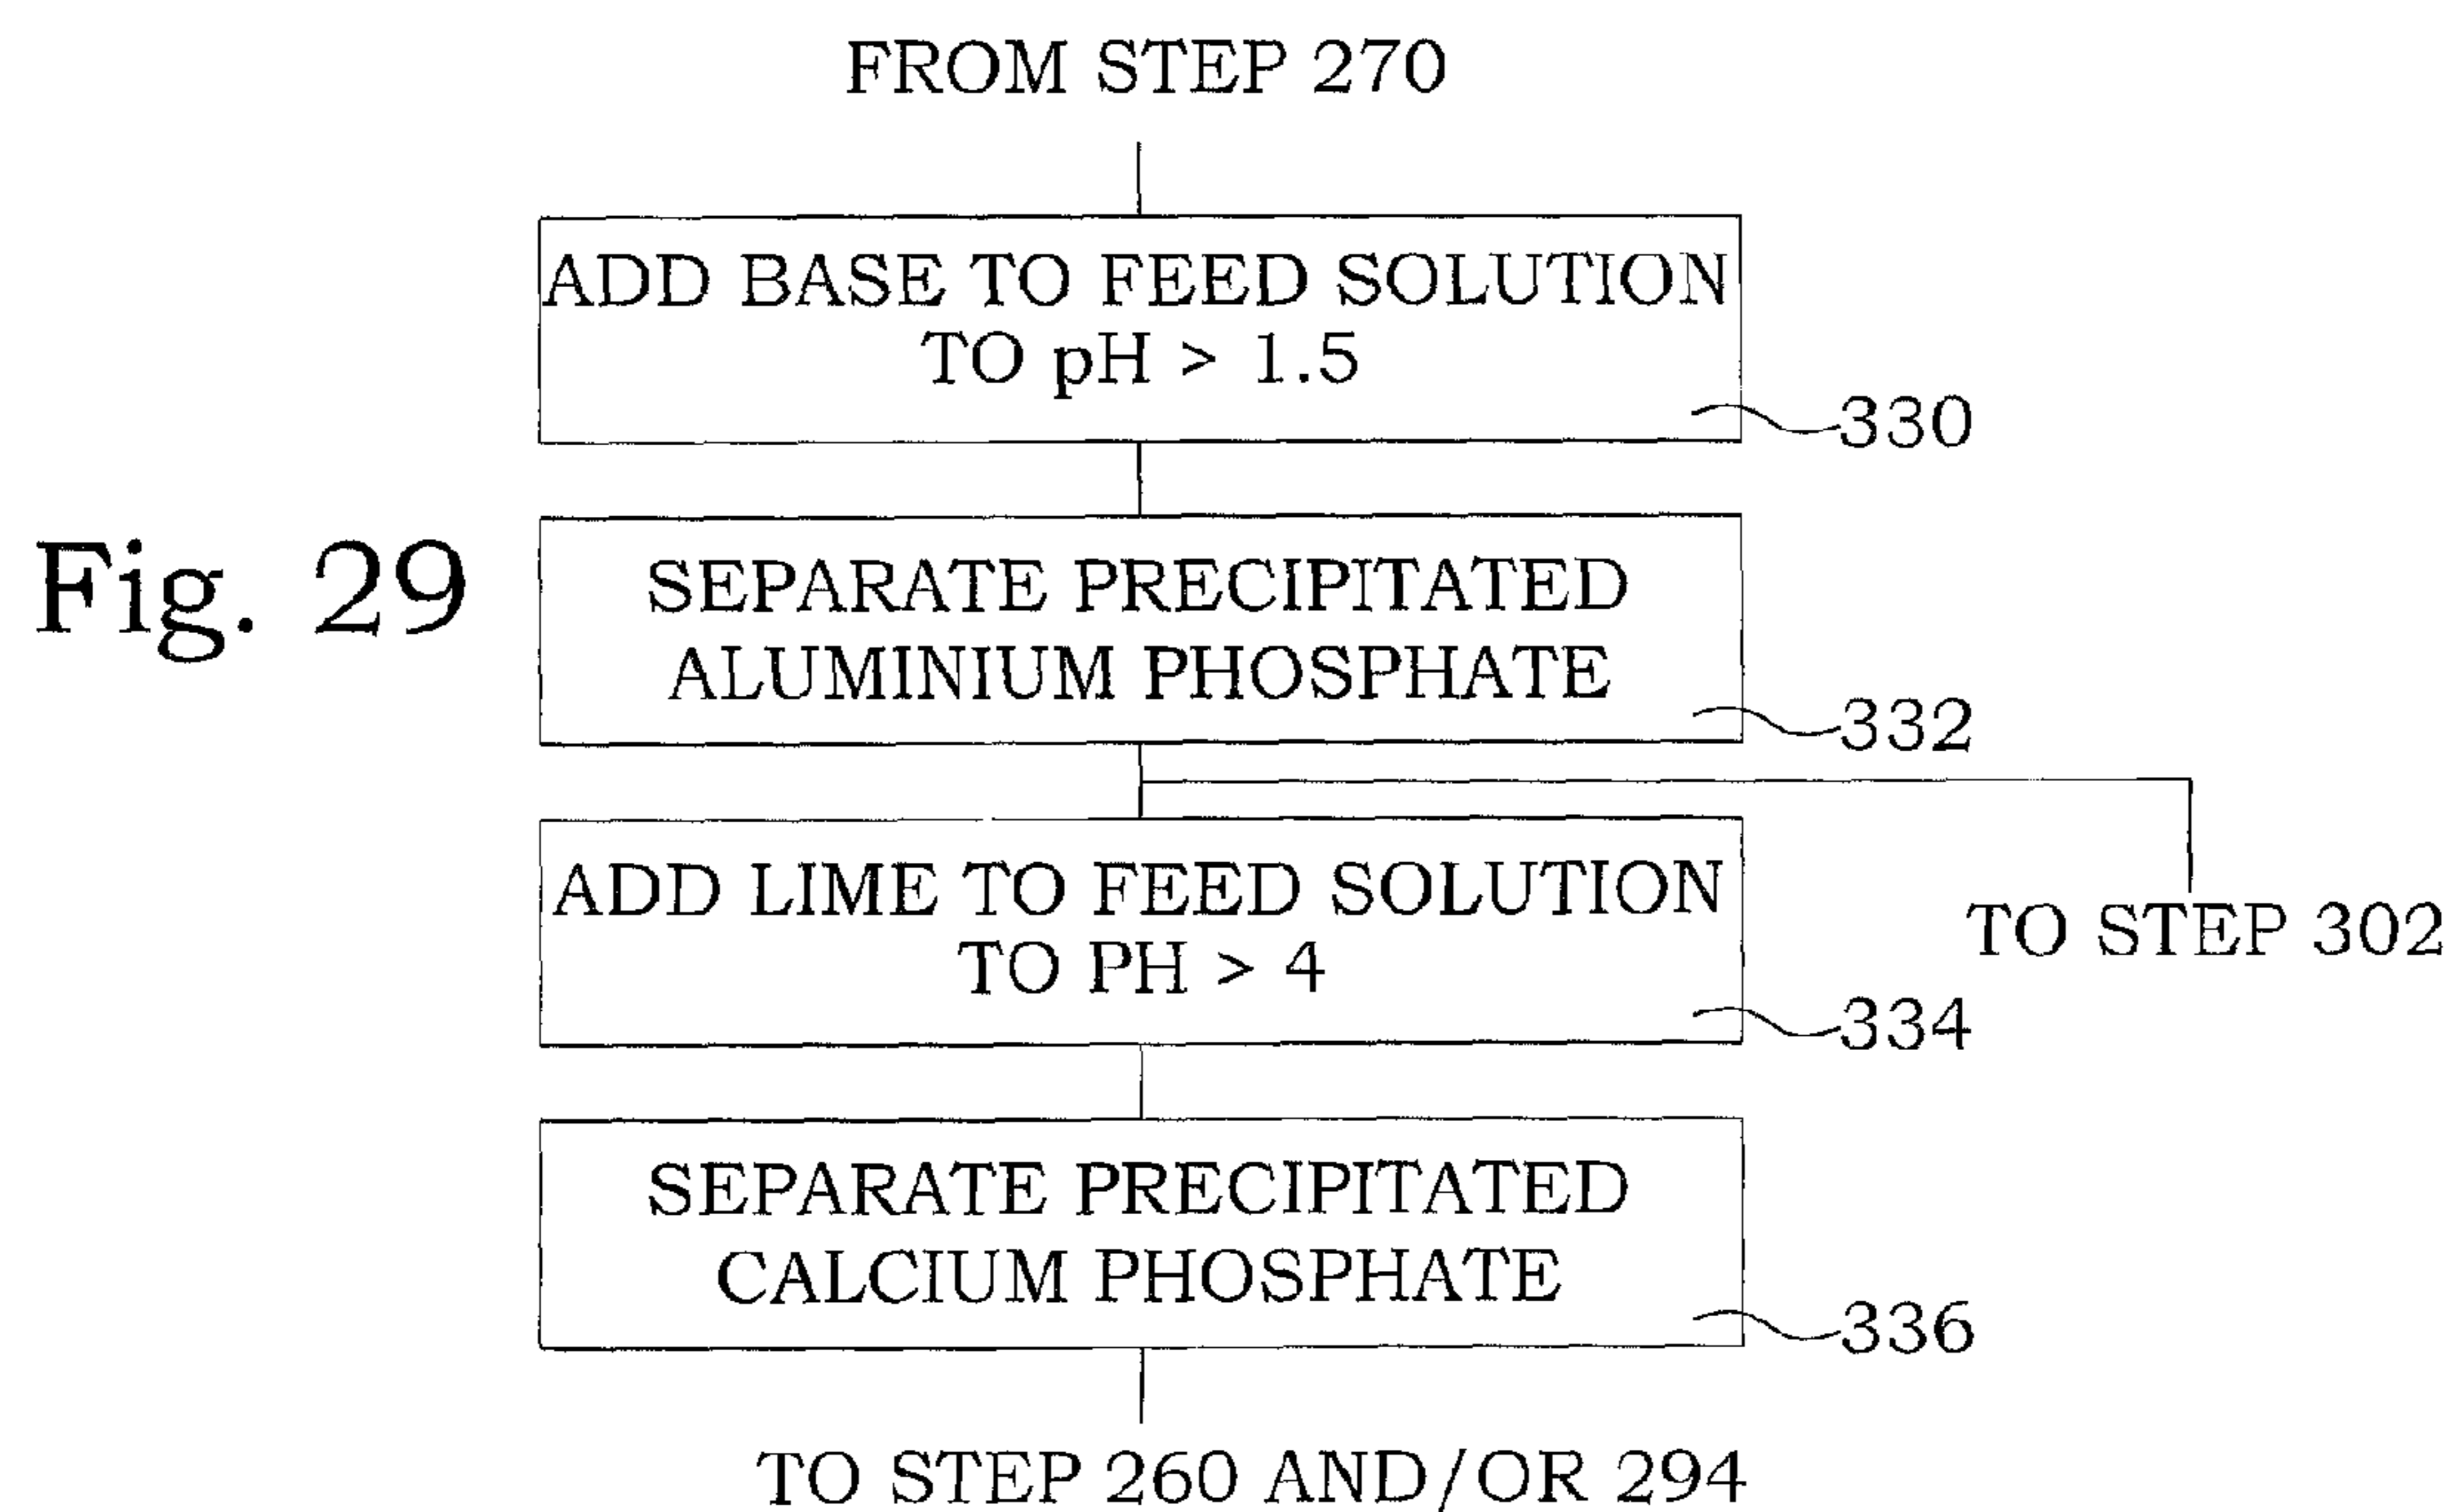 FROM STEP 270
ADD BASE TO FEED SOLUTION
TO pH > 1.5
330
Fig. 29
SEPARATE PRECIPITATED
ALUMINIUM PHOSPHATE
332
ADD LIME TO FEED SOLUTION
TO PH > 4
TO STEP 302
334
SEPARATE PRECIPITATED
CALCIUM PHOSPHATE
336
TO STEP 260 AND/OR 294